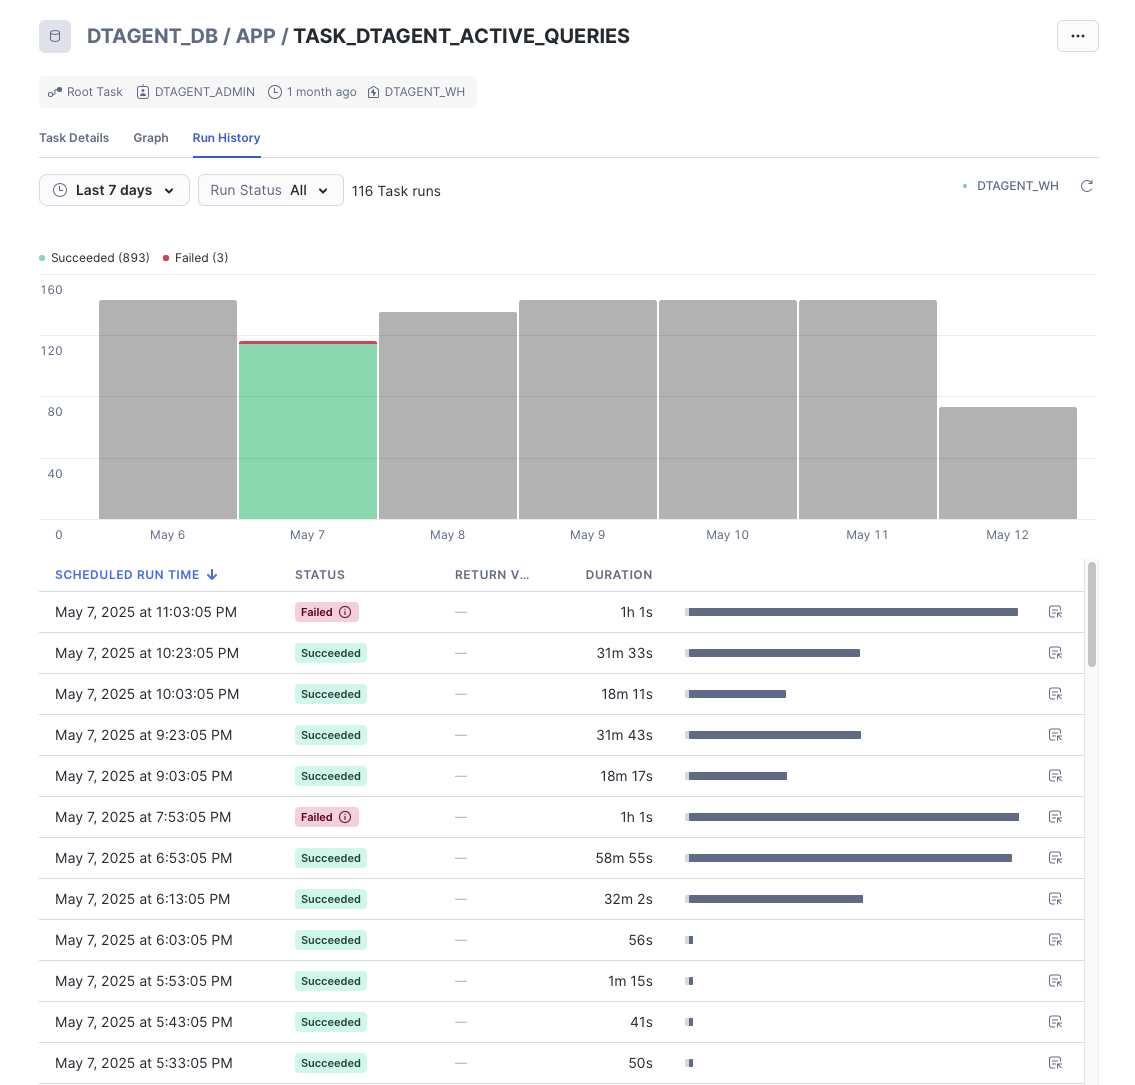 DTAGENT_DB / APP / TASK_DTAGENT_ACTIVE_QUERIES
Root Task DTAGENT_ADMIN 1 month ago DTAGENT_WH
Task Details Graph Run History
Last 7 days Run Status All 116 Task runs DTAGENT_WH
Succeeded (893) Failed (3)
160
120
80
40
0 May 6 May 7 May 8 May 9 May 10 May 11 May 12
SCHEDULED RUN TIME STATUS RETURN V... DURATION
May 7, 2025 at 11:03:05 PM Failed — 1h 1s
May 7, 2025 at 10:23:05 PM Succeeded — 31m 33s
May 7, 2025 at 10:03:05 PM Succeeded — 18m 11s
May 7, 2025 at 9:23:05 PM Succeeded — 31m 43s
May 7, 2025 at 9:03:05 PM Succeeded — 18m 17s
May 7, 2025 at 7:53:05 PM Failed — 1h 1s
May 7, 2025 at 6:53:05 PM Succeeded — 58m 55s
May 7, 2025 at 6:13:05 PM Succeeded — 32m 2s
May 7, 2025 at 6:03:05 PM Succeeded — 56s
May 7, 2025 at 5:53:05 PM Succeeded — 1m 15s
May 7, 2025 at 5:43:05 PM Succeeded — 41s
May 7, 2025 at 5:33:05 PM Succeeded — 50s